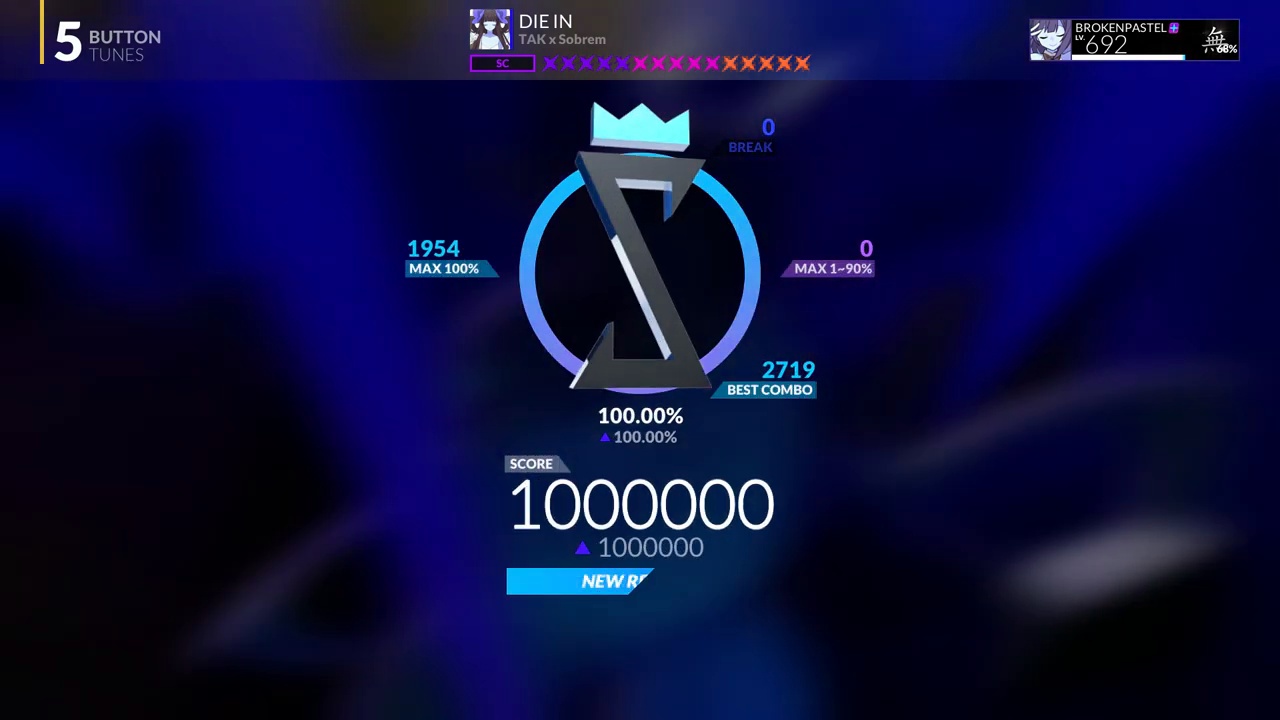 5 BUTTON
TUNES
DIE IN
TAK x Sobrem
SC
BROKENPASTEL
LV. 692
無
68%
0
BREAK
S
1954
MAX 100%
0
MAX 1~90%
2719
BEST COMBO
100.00%
▲ 100.00%
SCORE
1000000
▲ 1000000
NEW